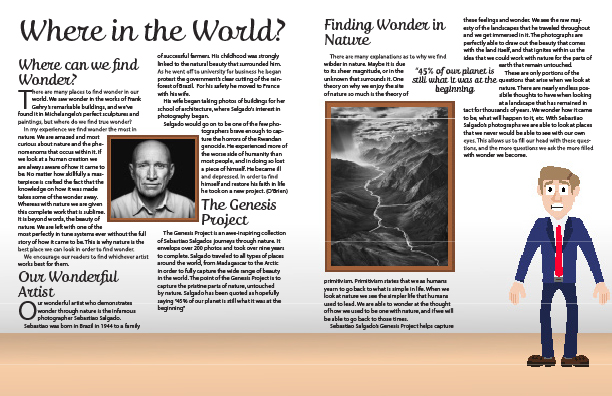 Where in the World?
Where can we find
Wonder?
There are many places to find wonder in our
world. We saw wonder in the works of Frank
Gehry's remarkable buildings, and we've
found it in Michelangelo's perfect sculptures and
paintings; but where do we find true wonder?
In my experience we find wonder the most in
nature. We are amazed and most
curious about nature and the phe-
nomenoms that occus within it. If
we look at a human creation we
are always aware of how it came to
be. No matter how skillfully a mas-
terpiece is crafted the fact that the
knowledge on how it was made
takes some of the wonder away.
Whereas with nature we are given
this complete work that is sublime.
It is beyond words, the beauty of
nature. We are left with one of the
most perfectly in tune systems ever without the full
story of how it came to be. This is why nature is the
best place we can look in order to find wonder.
We encourage our readers to find whichever artist
works best for them.
Our Wonderful
Artist
Our wonderful artist who demonstrates
wonder through nature is the infamous
photographer Sebastiao Salgado.
Sebastiao was born in Brazil in 1944 to a family
of successful farmers. His childhood was strongly
linked to the natural beauty that surrounded him.
As he went off to university for business he began
protect the government's clear cutting of the rain-
forest of Brazil. For his safety he moved to France
with his wife.
His wife began taking photos of buildings for her
school of architecture, where Salgado's interest in
photography began.
Salgado would go on to be one of the few pho-
tographers brave enough to cap-
ture the horrors of the Rwandan
genocide. He experienced more of
the worse side of humanity than
most people, and in doing so lost
a piece of himself. He became ill
and depressed. In order to find
himself and restore his faith in life
he took on a new project. (O'Brien)
The Genesis
Project
The Genesis Project is an awe-inspiring collection
of Sebastiao Salgados journeys through nature. It
envelops over 200 photos and took over nine years
to complete. Salgado traveled to all types of places
around the world, from Madagascar to the Arctic
in order to fully capture the wide range of beauty
in the world. The point of the Genesis Project is to
capture the pristine parts of nature, untouched
by nature. Salgado has been quoted as hopefully
saying "45% of our planet is still what it was at the
beginning"
Finding Wonder in
Nature
There are many explanations as to why we find
wonder in nature. Maybe it is due
to its sheer magnitude, or in the
unknown that surrounds it. One
theory on why we enjoy the site
of nature so much is the theory of
"45% of our planet is
still what it was at the
beginning
primitivism. Primitivism states that we as humans
yearn to go back to what is simple in life. When we
look at nature we see the simpler life that humans
used to lead. We are able to wonder at the thought
of how we used to be one with nature, and if we will
be able to go back to those times.
Sebastiao Salgado's Genesis Project helps capture
these feelings and wonder. We see the raw maj-
esty of the landscapes that he traveled throughout
and we get immersed in it. The photographs are
perfectly able to draw out the beauty that comes
with the land itself, and that ignites within us the
idea that we could work with nature for the parts of
earth that remain untouched.
There are only portions of the
questions that arise when we look at
nature. There are nearly endless pos-
sibile thoughts to have when looking
at a landscape that has remained in
tact for thousands of years. We wonder how it came
to be, what will happen to it, etc. With Sebastiao
Salgado's photographs we are able to look at places
that we never would be able to see with our own
eyes. This allows us to fill our head with these ques-
tions, and the more questions we ask the more filled
with wonder we become.